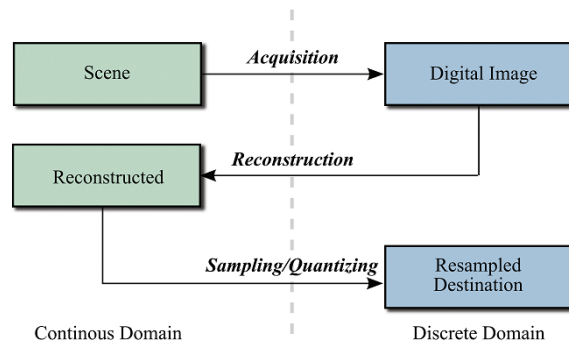 Scene
Acquisition
Digital Image
Reconstruction
Reconstructed
Sampling/Quantizing
Resampled
Destination
Continous Domain
Discrete Domain